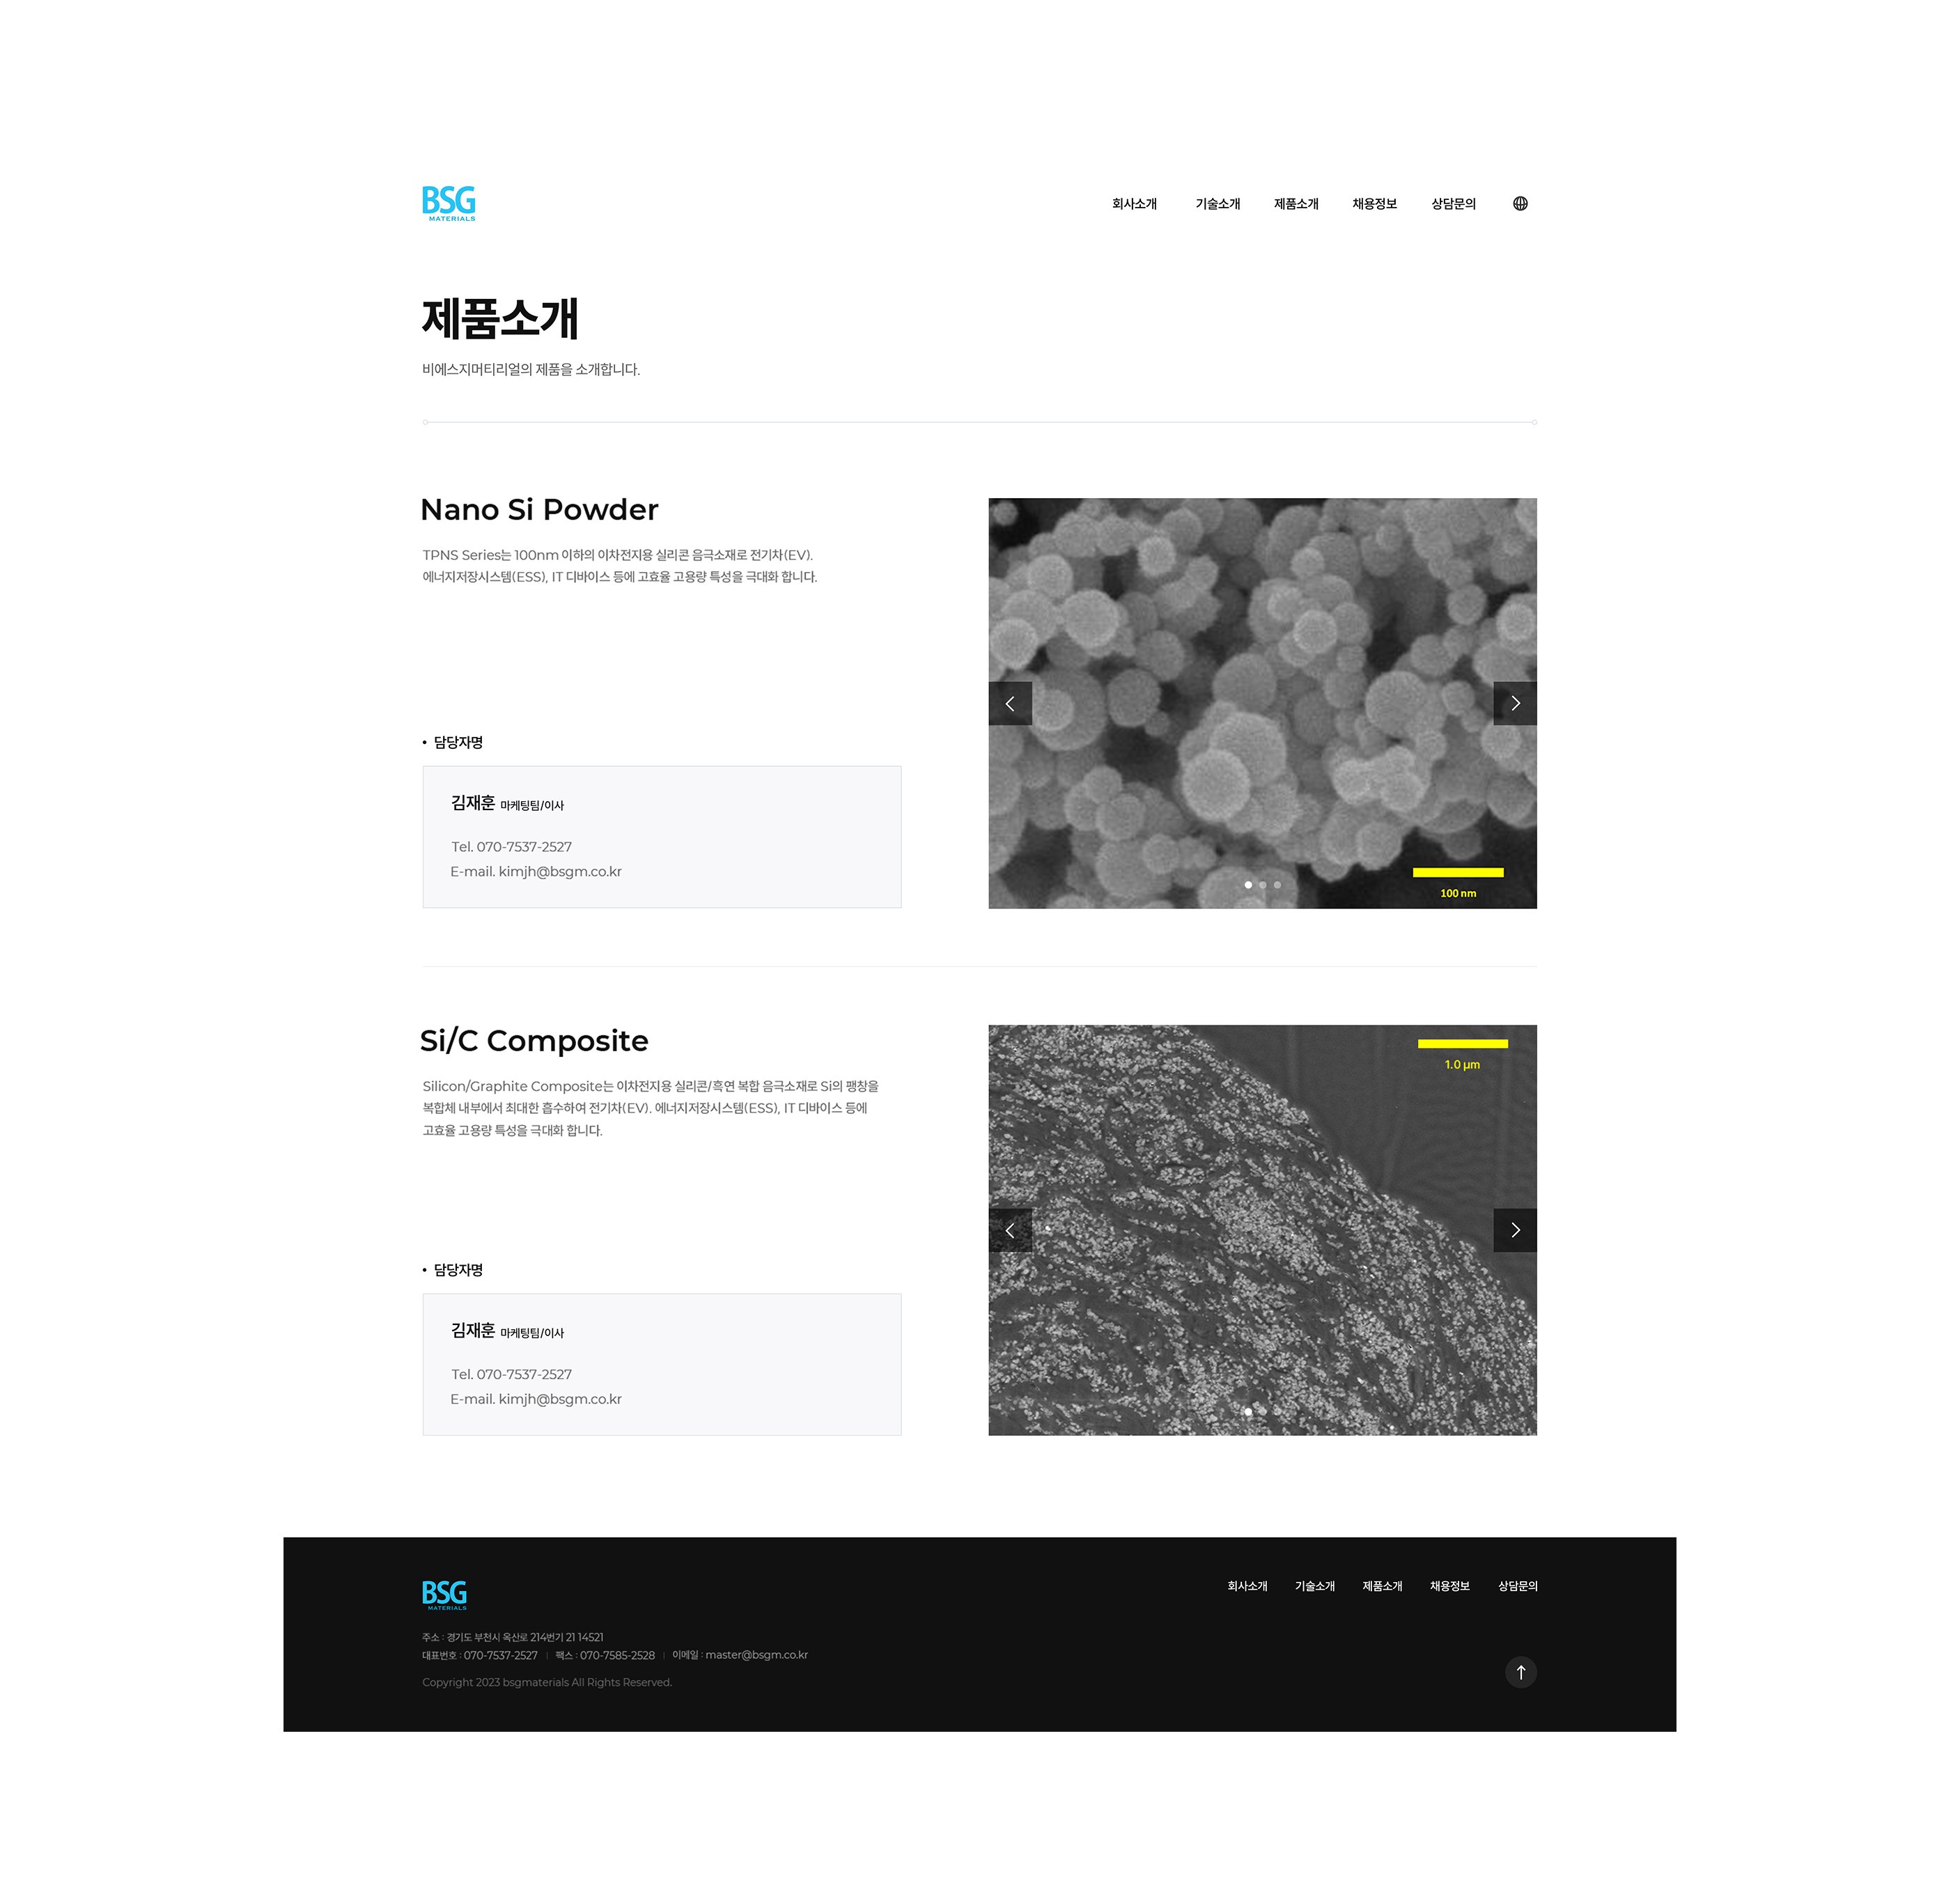 BSG
MATERIALS
회사소개 기술소개 제품소개 채용정보 상담문의
제품소개
비에스지머티리얼의 제품을 소개합니다.
Nano Si Powder
TPNS Series는 100nm 이하의 이차전지용 실리콘 음극소재로 전기차(EV).
에너지저장시스템(ESS), IT 디바이스 등에 고효율 고용량 특성을 극대화 합니다.
• 담당자명
김재훈 마케팅팀/이사
Tel. 070-7537-2527
E-mail. kimjh@bsgm.co.kr
100 nm
Si/C Composite
Silicon/Graphite Composite는 이차전지용 실리콘/흑연 복합 음극소재로 Si의 팽창을
복합체 내부에서 최대한 흡수하여 전기차(EV). 에너지저장시스템(ESS), IT 디바이스 등에
고효율 고용량 특성을 극대화 합니다.
1.0 µm
• 담당자명
김재훈 마케팅팀/이사
Tel. 070-7537-2527
E-mail. kimjh@bsgm.co.kr
BSG
MATERIALS
회사소개 기술소개 제품소개 채용정보 상담문의
주소 : 경기도 부천시 옥산로 214번기 21 14521
대표번호 : 070-7537-2527 | 팩스 : 070-7585-2528 | 이메일 : master@bsgm.co.kr
Copyright 2023 bsgmaterials All Rights Reserved.